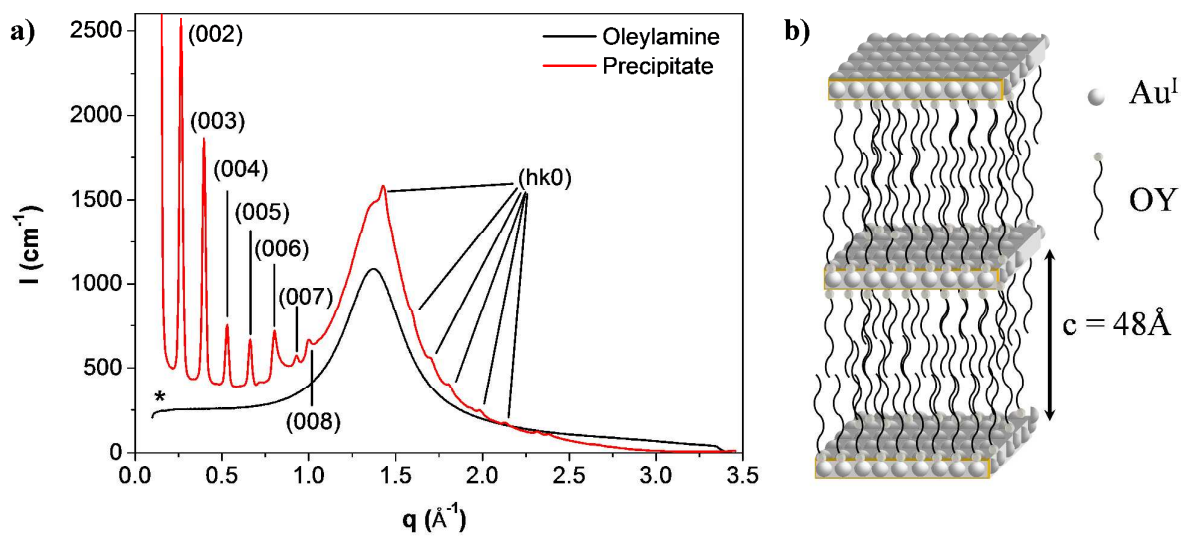 a)
I (cm⁻¹)
2500
2000
1500
1000
500
0
0.0
0.5
1.0
1.5
2.0
2.5
3.0
3.5
q (Å⁻¹)
Oleylamine
Precipitate
(002)
(003)
(004)
(005)
(006)
(007)
(008)
(hk0)
*
b)
Auᴵ
OY
c = 48Å